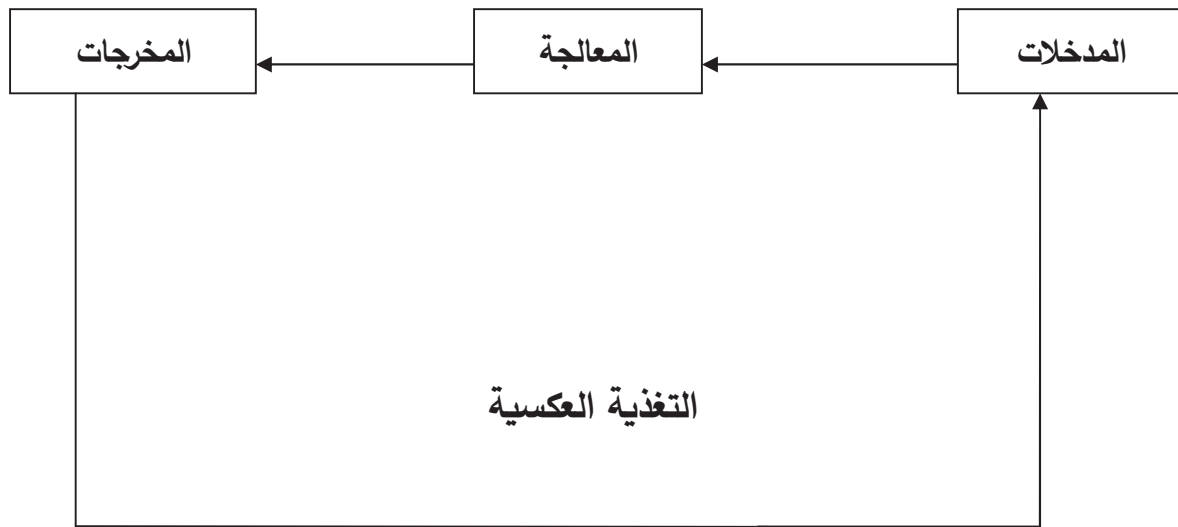 المدخلات
المعالجة
المخرجات
التغذية العكسية